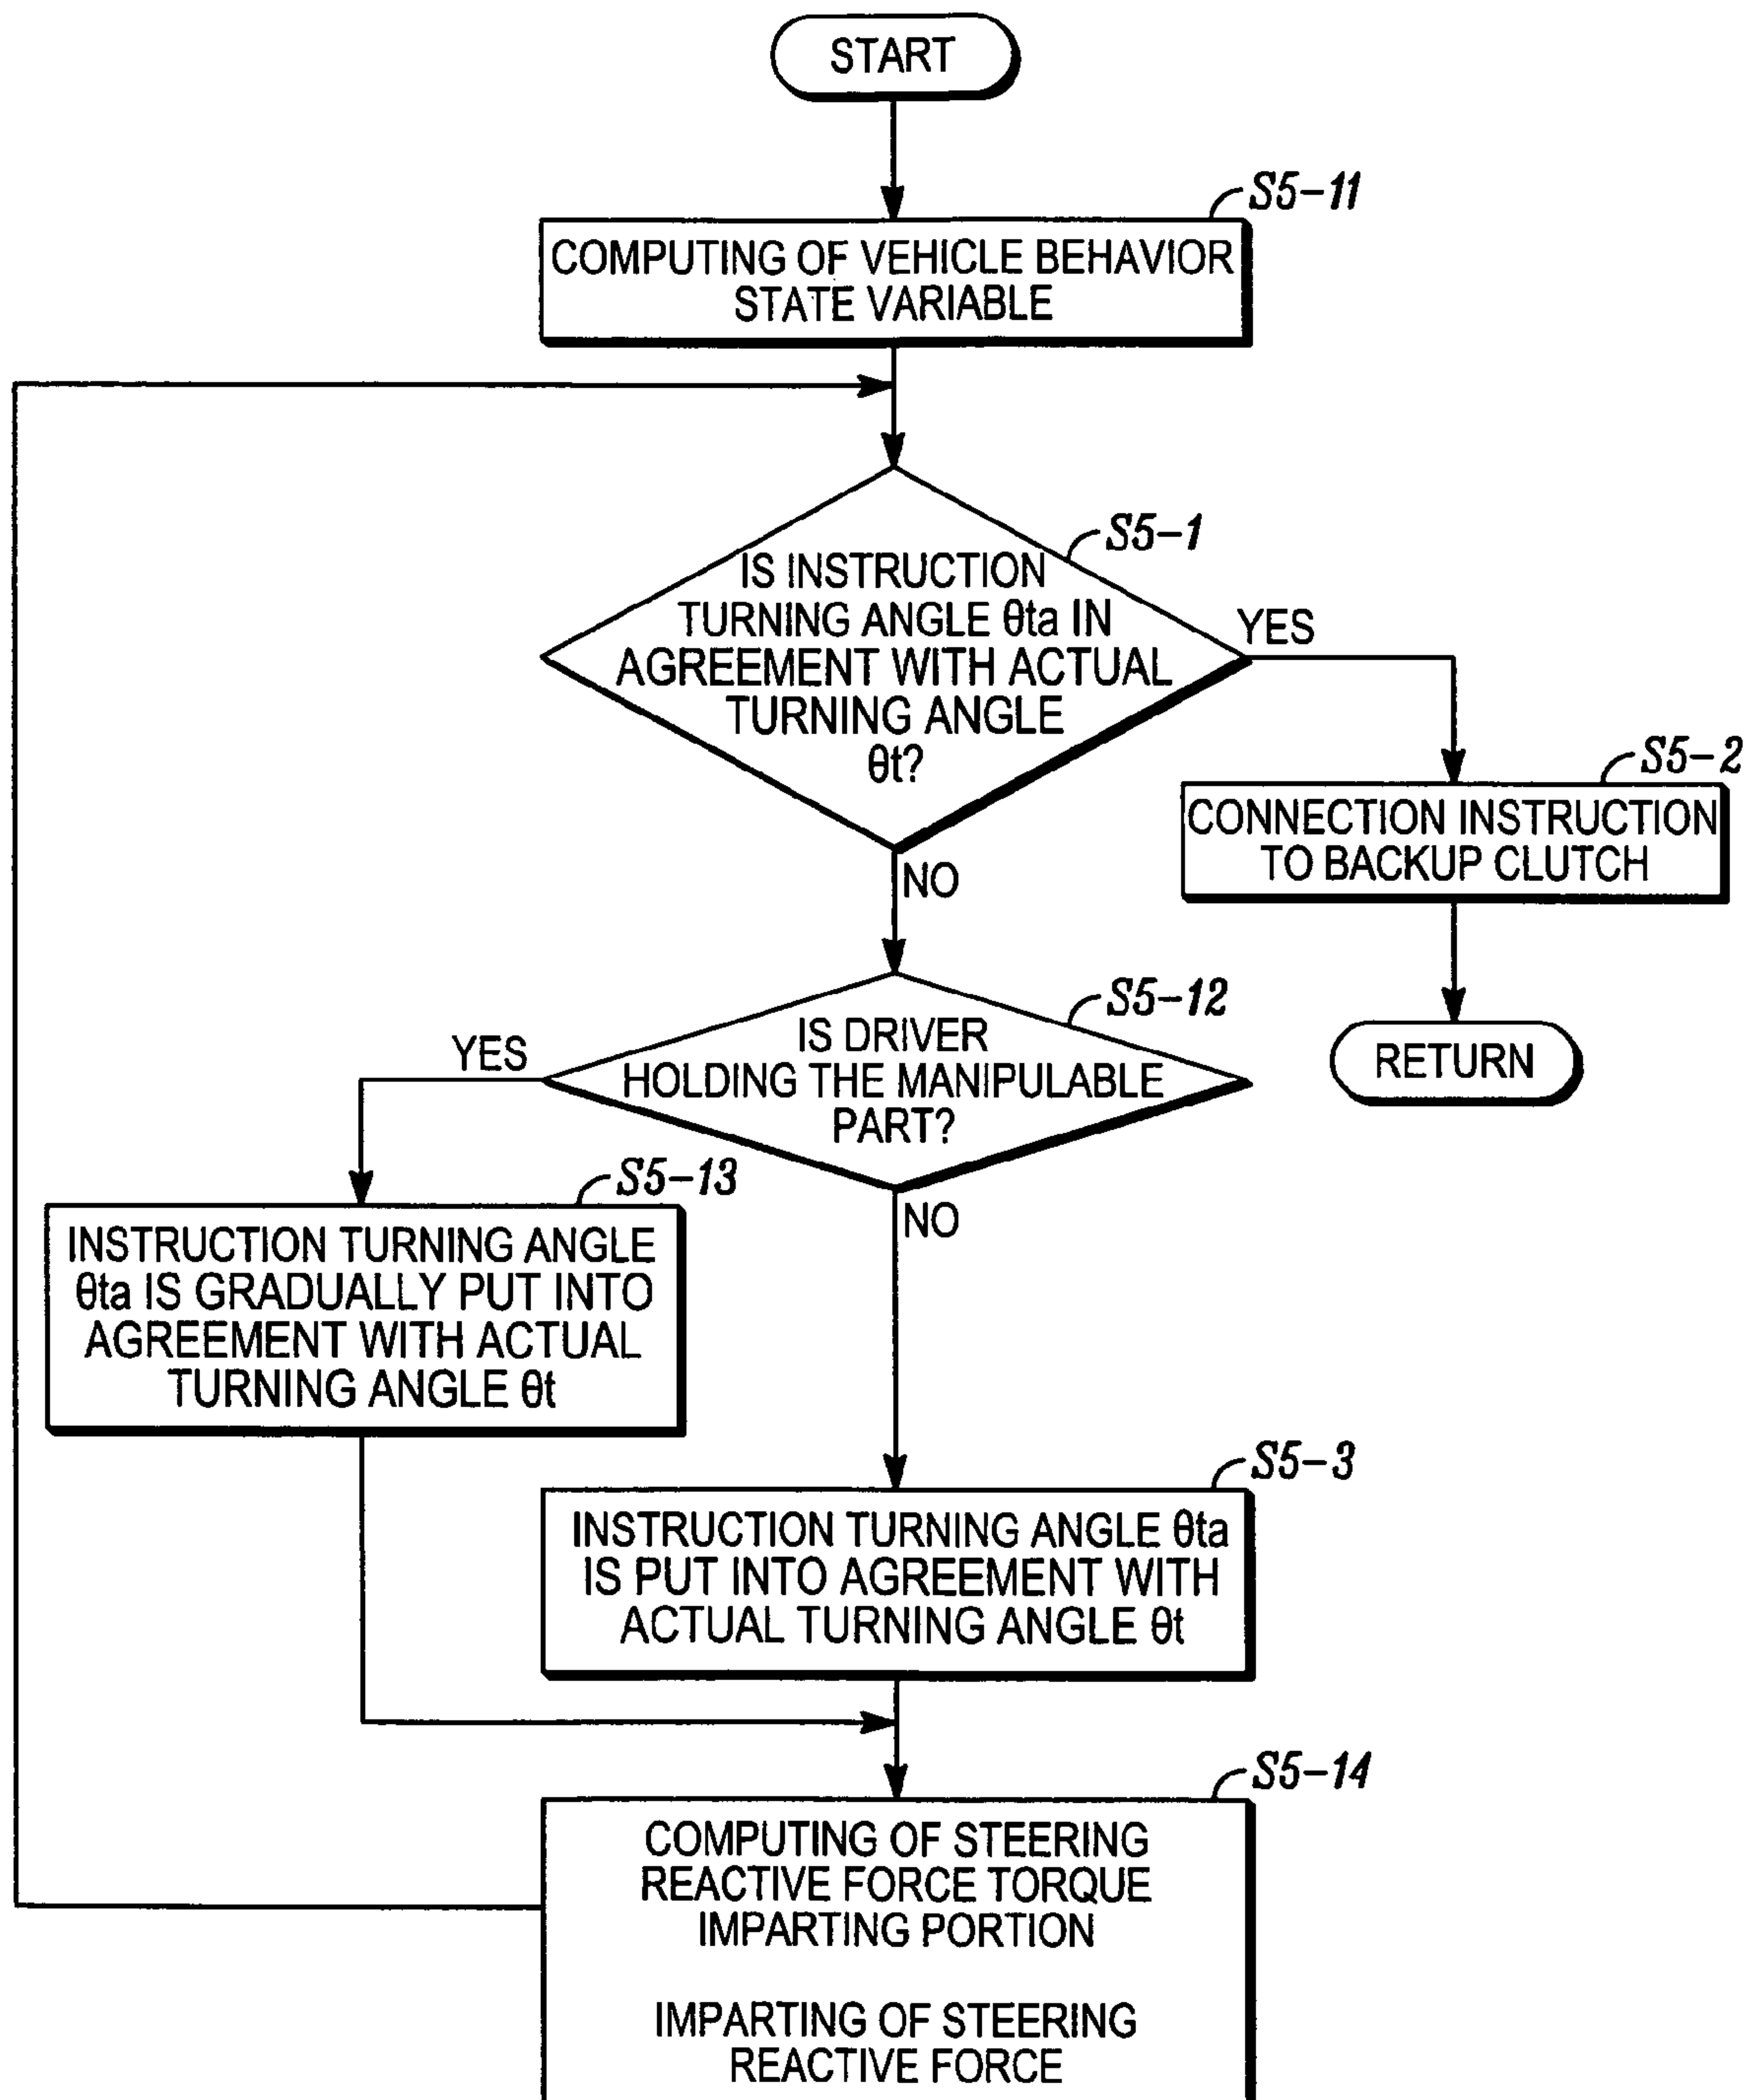 START
S5-11
COMPUTING OF VEHICLE BEHAVIOR
STATE VARIABLE
S5-1
IS INSTRUCTION
TURNING ANGLE θta IN
AGREEMENT WITH ACTUAL
TURNING ANGLE
θt?
YES
NO
S5-2
CONNECTION INSTRUCTION
TO BACKUP CLUTCH
RETURN
S5-12
IS DRIVER
HOLDING THE MANIPULABLE
PART?
YES
NO
S5-13
INSTRUCTION TURNING ANGLE
θta IS GRADUALLY PUT INTO
AGREEMENT WITH ACTUAL
TURNING ANGLE θt
S5-3
INSTRUCTION TURNING ANGLE θta
IS PUT INTO AGREEMENT WITH
ACTUAL TURNING ANGLE θt
S5-14
COMPUTING OF STEERING
REACTIVE FORCE TORQUE
IMPARTING PORTION
IMPARTING OF STEERING
REACTIVE FORCE